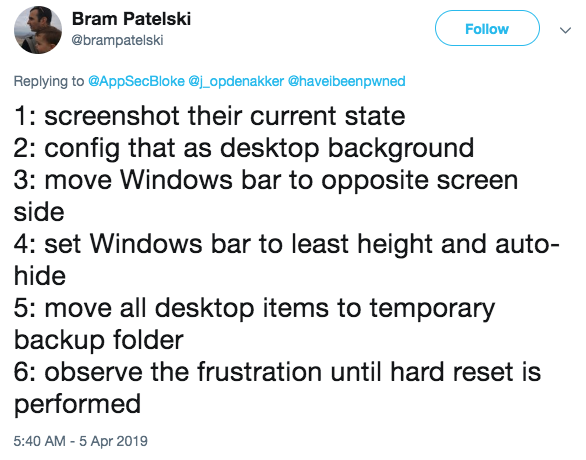 Bram Patelski
@brampatelski
Follow
Replying to @AppSecBloke @j_opdenakker @haveibeenpwned
1: screenshot their current state
2: config that as desktop background
3: move Windows bar to opposite screen
side
4: set Windows bar to least height and auto-
hide
5: move all desktop items to temporary
backup folder
6: observe the frustration until hard reset is
performed
5:40 AM - 5 Apr 2019